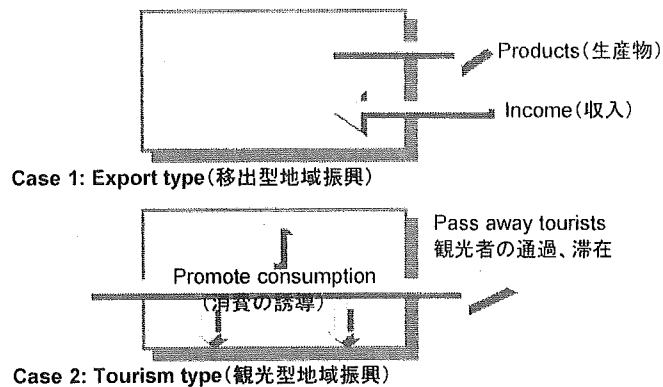 Products(生産物)
Income(収入)
Case 1: Export type(移出型地域振興)
Pass away tourists
観光者の通過、滞在
Promote consumption
(消費の誘導)
Case 2: Tourism type(観光型地域振興)